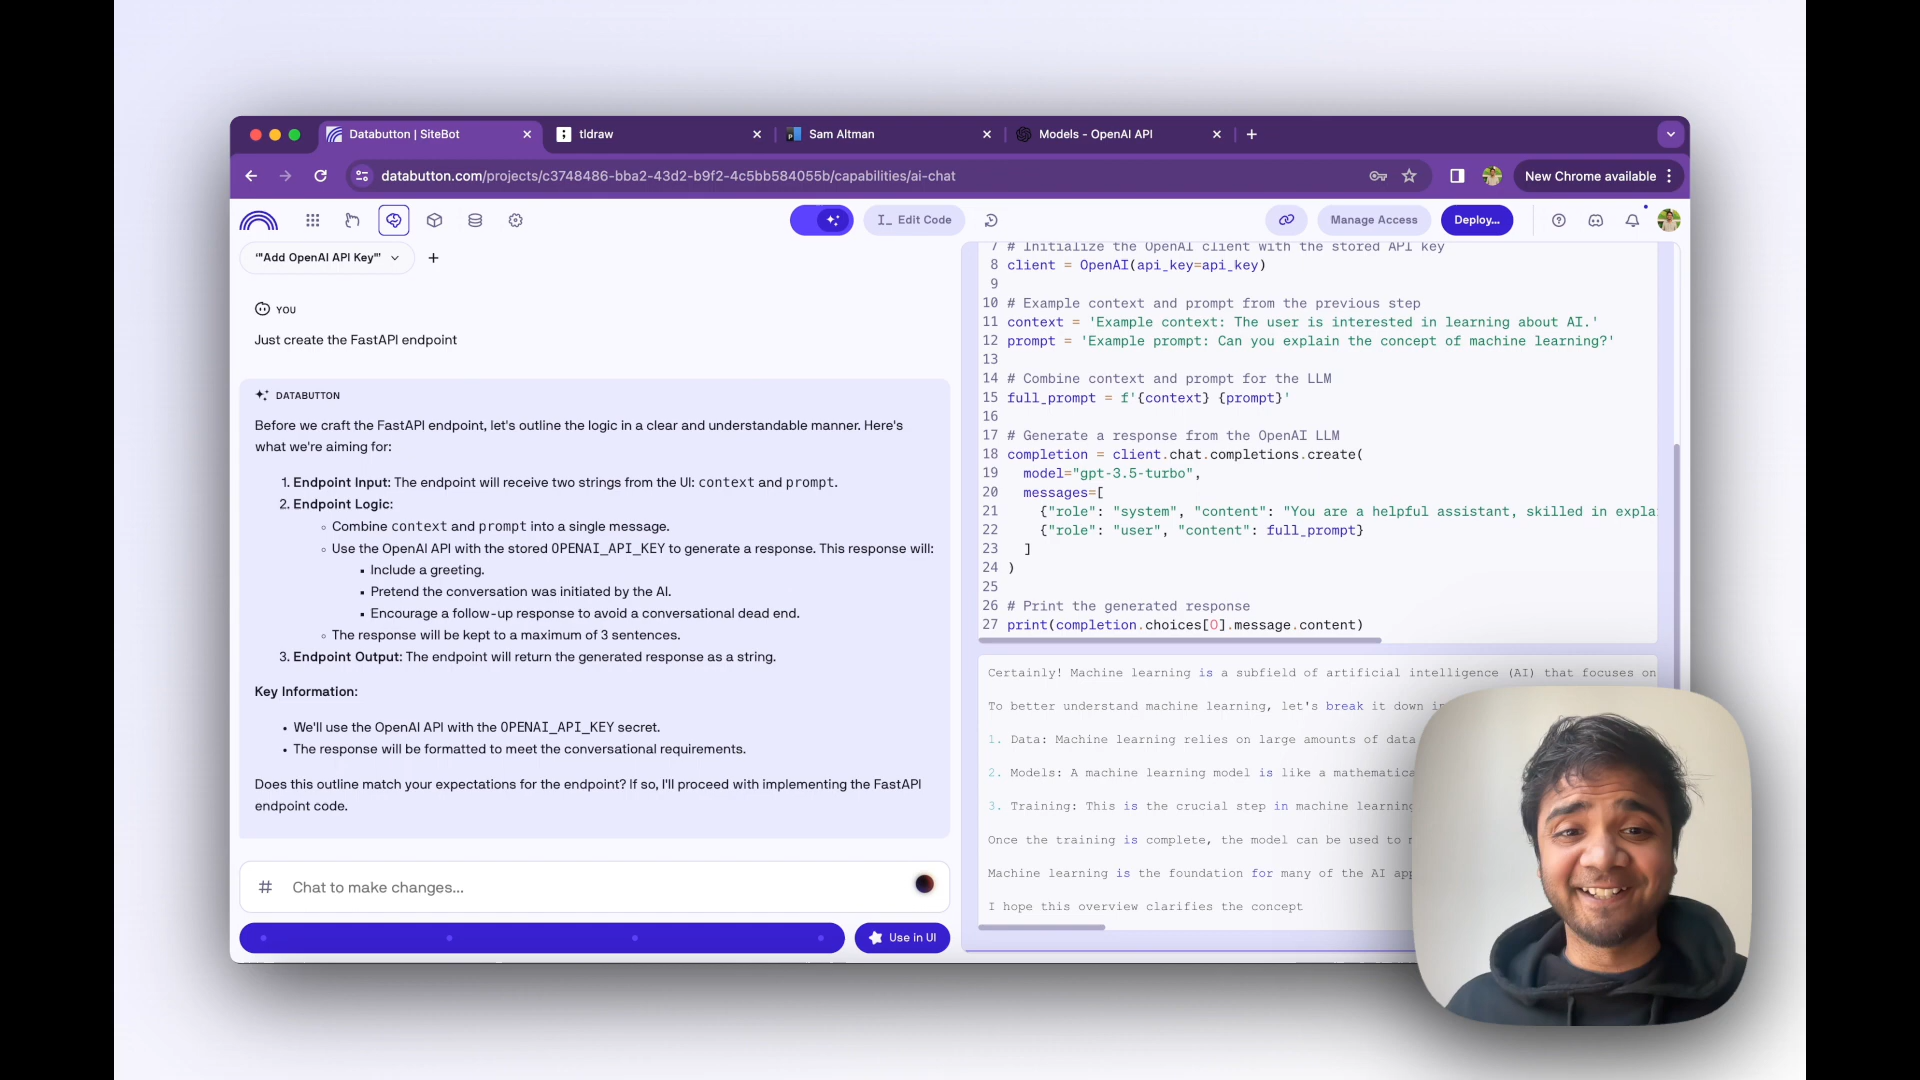 Databutton | SiteBot
tldraw
Sam Altman
Models - OpenAI API
databutton.com/projects/c3748486-bba2-43d2-b9f2-4c5bb584055b/capabilities/ai-chat
New Chrome available
Edit Code
Manage Access
Deploy...
'"Add OpenAI API Key"'
YOU
Just create the FastAPI endpoint
DATABUTTON
Before we craft the FastAPI endpoint, let's outline the logic in a clear and understandable manner. Here's
what we're aiming for:
1. Endpoint Input: The endpoint will receive two strings from the UI: context and prompt.
2. Endpoint Logic:
◦ Combine context and prompt into a single message.
◦ Use the OpenAI API with the stored OPENAI_API_KEY to generate a response. This response will:
▪ Include a greeting.
▪ Pretend the conversation was initiated by the AI.
▪ Encourage a follow-up response to avoid a conversational dead end.
◦ The response will be kept to a maximum of 3 sentences.
3. Endpoint Output: The endpoint will return the generated response as a string.
Key Information:
• We'll use the OpenAI API with the OPENAI_API_KEY secret.
• The response will be formatted to meet the conversational requirements.
Does this outline match your expectations for the endpoint? If so, I'll proceed with implementing the FastAPI
endpoint code.
# Chat to make changes...
Use in UI
7 # Initialize the OpenAI client with the stored API key
8 client = OpenAI(api_key=api_key)
9
10 # Example context and prompt from the previous step
11 context = 'Example context: The user is interested in learning about AI.'
12 prompt = 'Example prompt: Can you explain the concept of machine learning?'
13
14 # Combine context and prompt for the LLM
15 full_prompt = f'{context} {prompt}'
16
17 # Generate a response from the OpenAI LLM
18 completion = client.chat.completions.create(
19 model="gpt-3.5-turbo",
20 messages=[
21 {"role": "system", "content": "You are a helpful assistant, skilled in expla
22 {"role": "user", "content": full_prompt}
23 ]
24 )
25
26 # Print the generated response
27 print(completion.choices[0].message.content)
Certainly! Machine learning is a subfield of artificial intelligence (AI) that focuses on
To better understand machine learning, let's break it down in
1. Data: Machine learning relies on large amounts of data
2. Models: A machine learning model is like a mathematica
3. Training: This is the crucial step in machine learning
Once the training is complete, the model can be used to
Machine learning is the foundation for many of the AI app
I hope this overview clarifies the concept